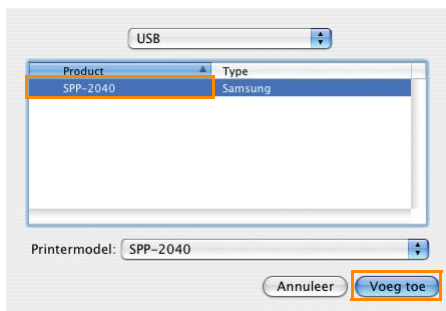 USB
Product Type
SPP-2040 Samsung
Printermodel: SPP-2040
Annuleer Voeg toe